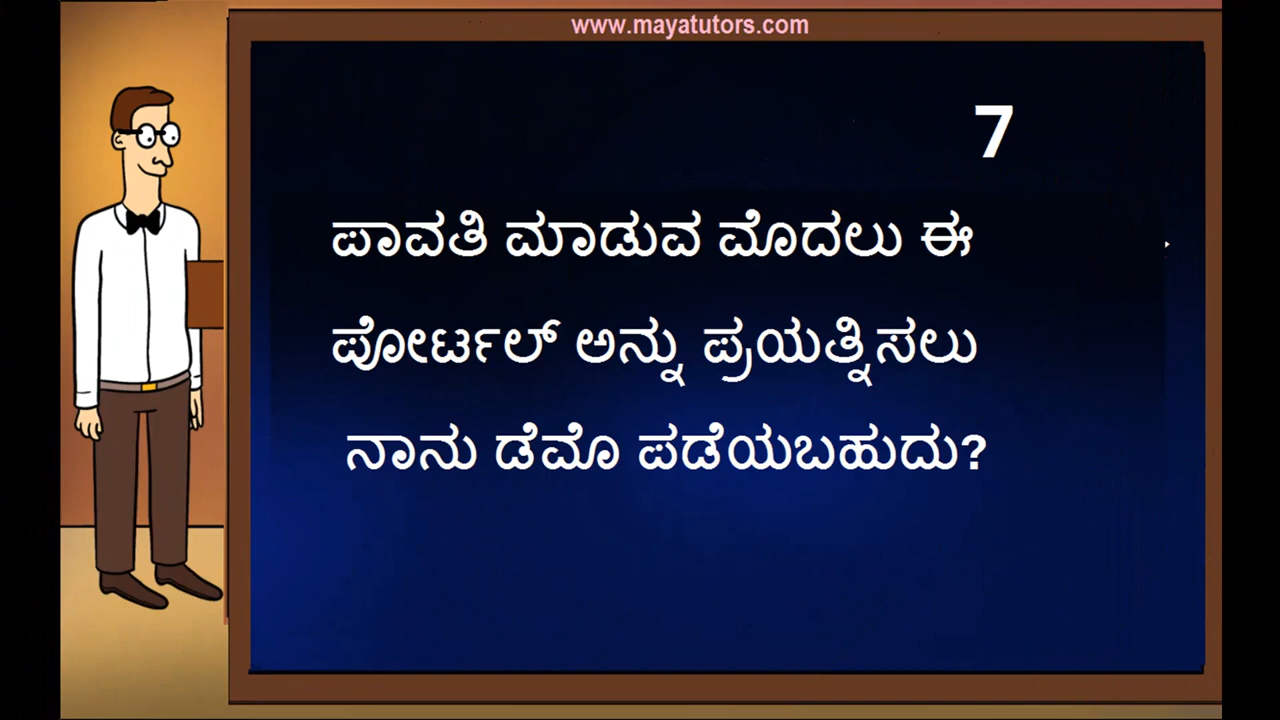 www.mayatutors.com
7
ಪಾವತಿ ಮಾಡುವ ಮೊದಲು ಈ
ಪೋರ್ಟಲ್ ಅನ್ನು ಪ್ರಯತ್ನಿಸಲು
ನಾನು ಡೆಮೊ ಪಡೆಯಬಹುದು?